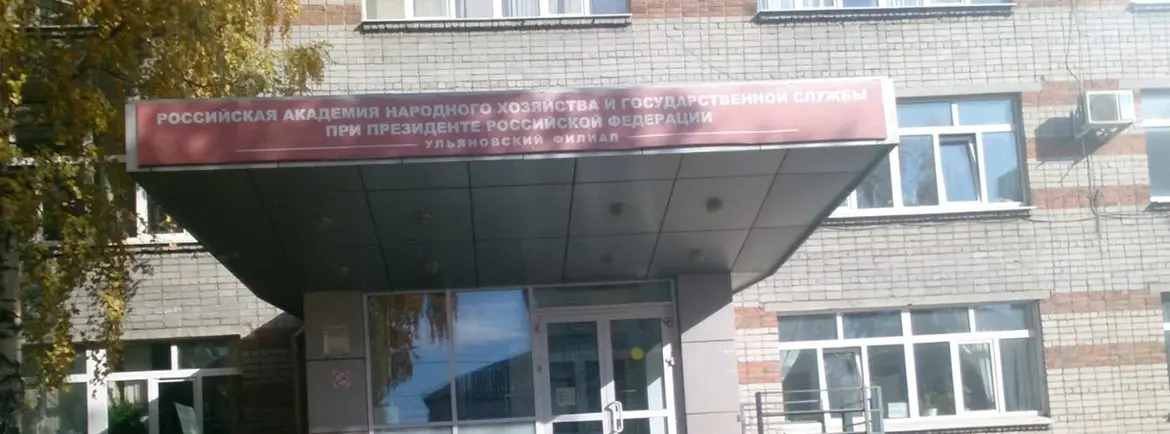 РОССИЙСКАЯ АКАДЕМИЯ НАРОДНОГО ХОЗЯЙСТВА И ГОСУДАРСТВЕННОЙ СЛУЖБЫ
ПРИ ПРЕЗИДЕНТЕ РОССИЙСКОЙ ФЕДЕРАЦИИ
УЛЬЯНОВСКИЙ ФИЛИАЛ